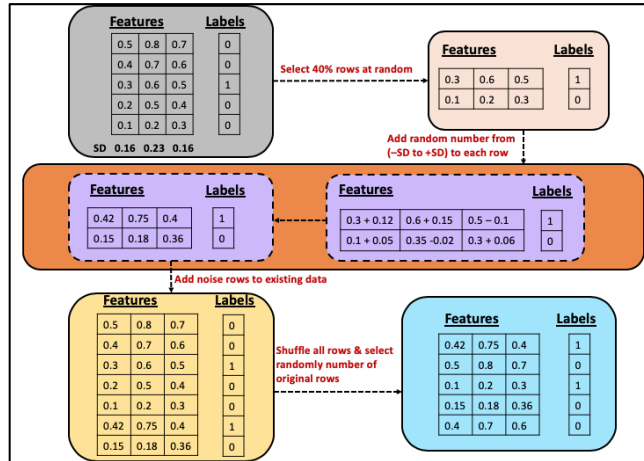 Features Labels
0.5 0.8 0.7 0
0.4 0.7 0.6 0
0.3 0.6 0.5 1
0.2 0.5 0.4 0
0.1 0.2 0.3 0
SD 0.16 0.23 0.16
Select 40% rows at random
Features Labels
0.3 0.6 0.5 1
0.1 0.2 0.3 0
Add random number from
(–SD to +SD) to each row
Features Labels
0.3 + 0.12 0.6 + 0.15 0.5 – 0.1 1
0.1 + 0.05 0.35 -0.02 0.3 + 0.06 0
Features Labels
0.42 0.75 0.4 1
0.15 0.18 0.36 0
Add noise rows to existing data
Features Labels
0.5 0.8 0.7 0
0.4 0.7 0.6 0
0.3 0.6 0.5 1
0.2 0.5 0.4 0
0.1 0.2 0.3 0
0.42 0.75 0.4 1
0.15 0.18 0.36 0
Shuffle all rows & select
randomly number of
original rows
Features Labels
0.42 0.75 0.4 1
0.5 0.8 0.7 0
0.1 0.2 0.3 1
0.15 0.18 0.36 0
0.4 0.7 0.6 0